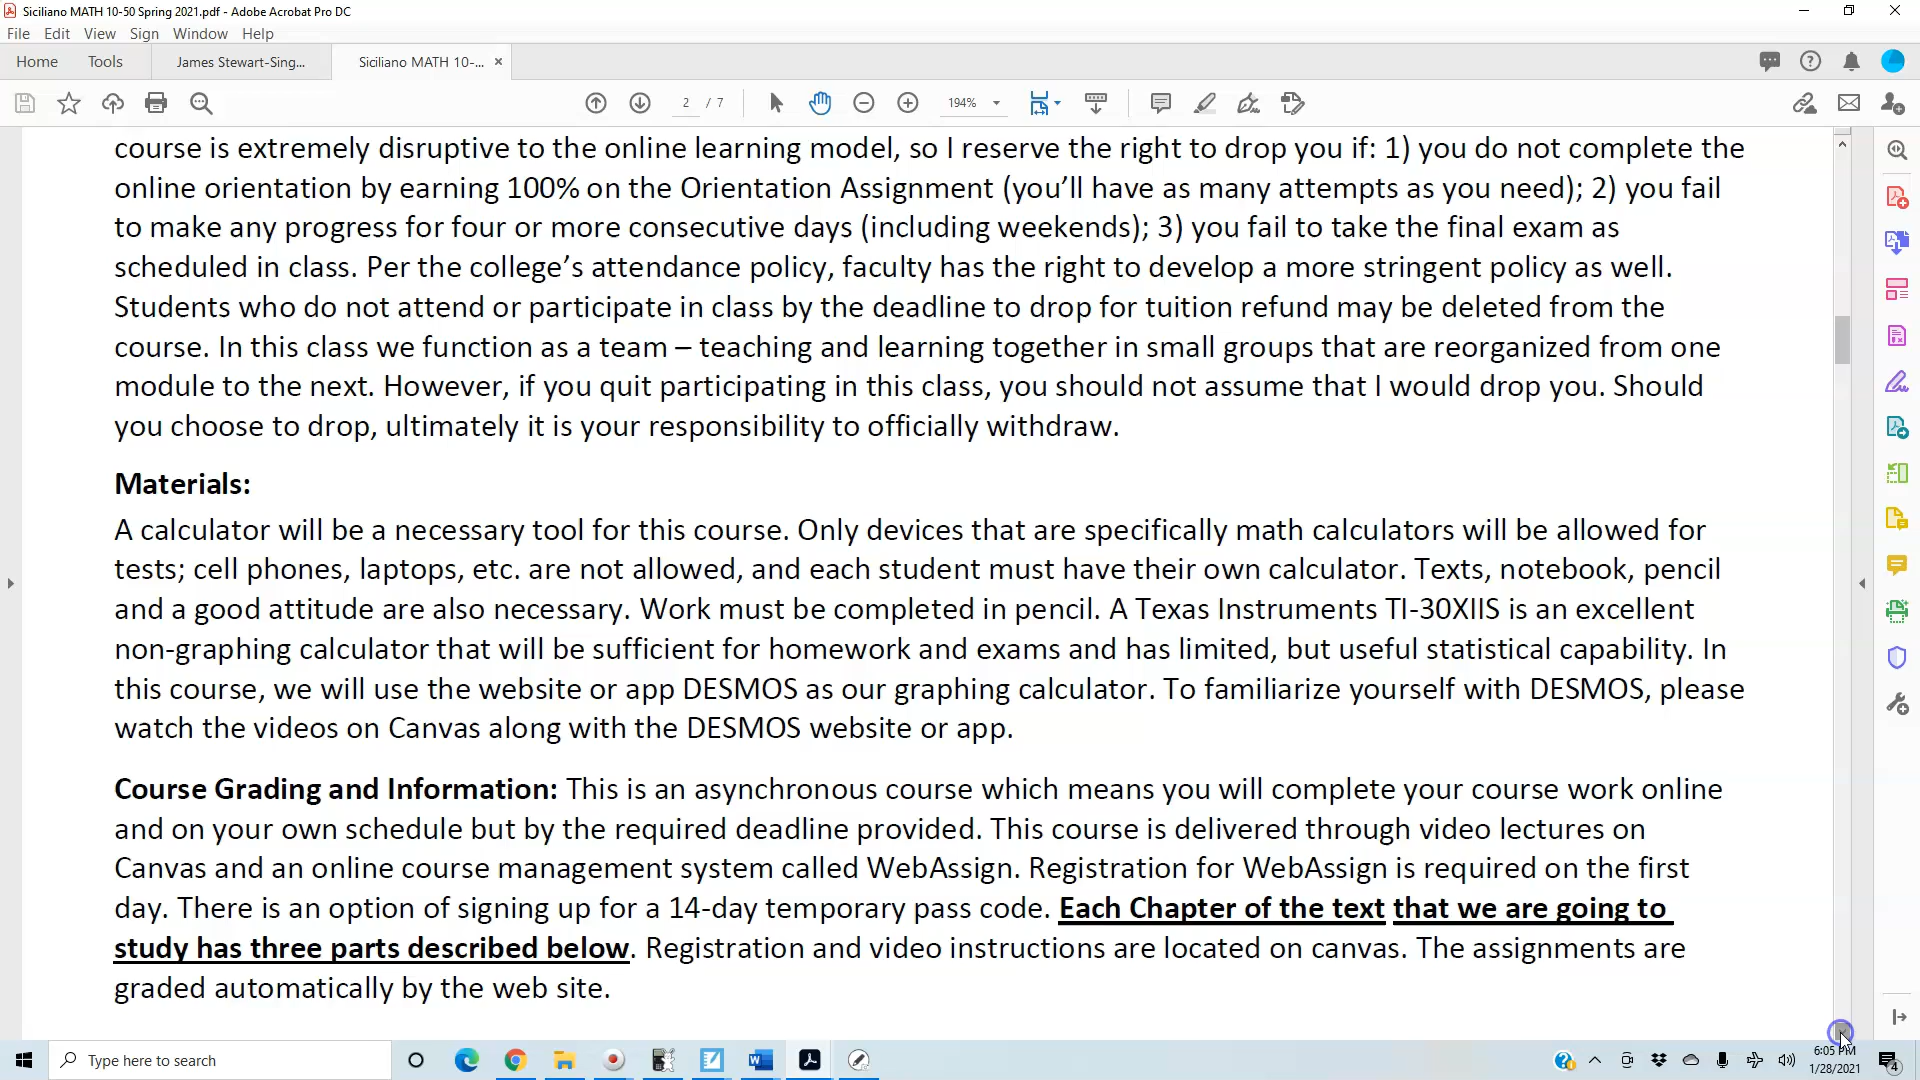 Siciliano MATH 10-50 Spring 2021.pdf - Adobe Acrobat Pro DC
File Edit View Sign Window Help
Home Tools James Stewart-Sing... Siciliano MATH 10-... ×
2 / 7 194%
course is extremely disruptive to the online learning model, so I reserve the right to drop you if: 1) you do not complete the
online orientation by earning 100% on the Orientation Assignment (you’ll have as many attempts as you need); 2) you fail
to make any progress for four or more consecutive days (including weekends); 3) you fail to take the final exam as
scheduled in class. Per the college’s attendance policy, faculty has the right to develop a more stringent policy as well.
Students who do not attend or participate in class by the deadline to drop for tuition refund may be deleted from the
course. In this class we function as a team – teaching and learning together in small groups that are reorganized from one
module to the next. However, if you quit participating in this class, you should not assume that I would drop you. Should
you choose to drop, ultimately it is your responsibility to officially withdraw.
Materials:
A calculator will be a necessary tool for this course. Only devices that are specifically math calculators will be allowed for
tests; cell phones, laptops, etc. are not allowed, and each student must have their own calculator. Texts, notebook, pencil
and a good attitude are also necessary. Work must be completed in pencil. A Texas Instruments TI-30XIIS is an excellent
non-graphing calculator that will be sufficient for homework and exams and has limited, but useful statistical capability. In
this course, we will use the website or app DESMOS as our graphing calculator. To familiarize yourself with DESMOS, please
watch the videos on Canvas along with the DESMOS website or app.
Course Grading and Information: This is an asynchronous course which means you will complete your course work online
and on your own schedule but by the required deadline provided. This course is delivered through video lectures on
Canvas and an online course management system called WebAssign. Registration for WebAssign is required on the first
day. There is an option of signing up for a 14-day temporary pass code. Each Chapter of the text that we are going to
study has three parts described below. Registration and video instructions are located on canvas. The assignments are
graded automatically by the web site.
Type here to search
6:05 PM
1/28/2021
4